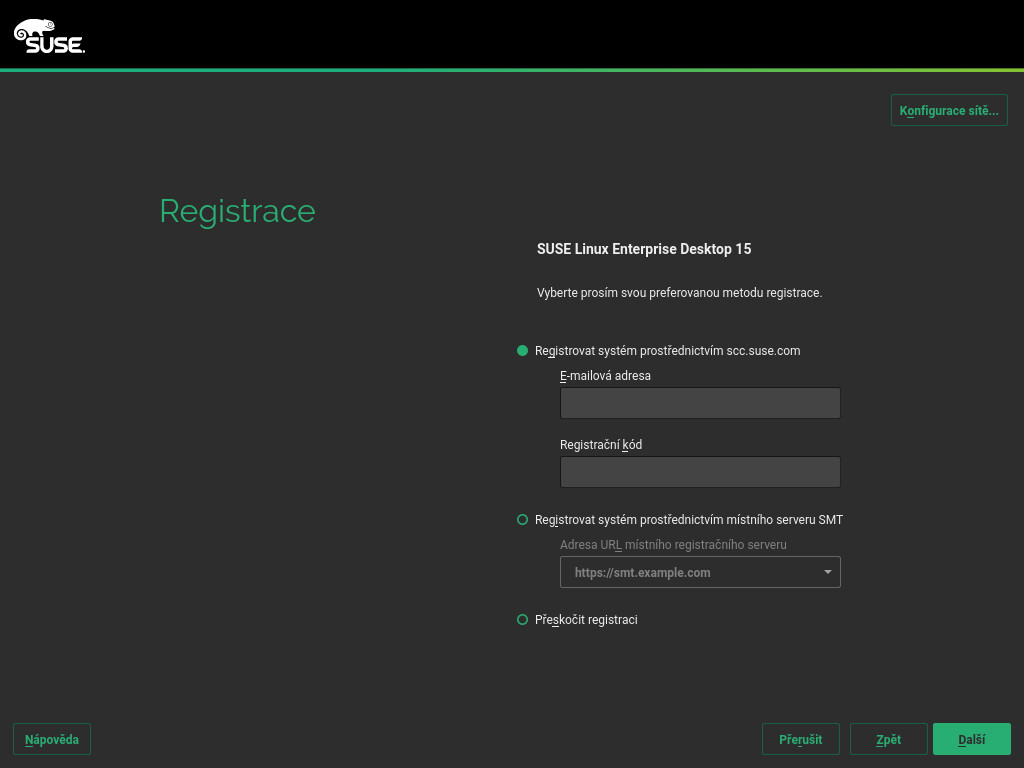 SUSE.
Konfigurace sítě...
Registrace
SUSE Linux Enterprise Desktop 15
Vyberte prosím svou preferovanou metodu registrace.
Registrovat systém prostřednictvím scc.suse.com
E-mailová adresa
Registrační kód
Registrovat systém prostřednictvím místního serveru SMT
Adresa URL místního registračního serveru
https://smt.example.com
Přeskočit registraci
Nápověda
Přerušit
Zpět
Další